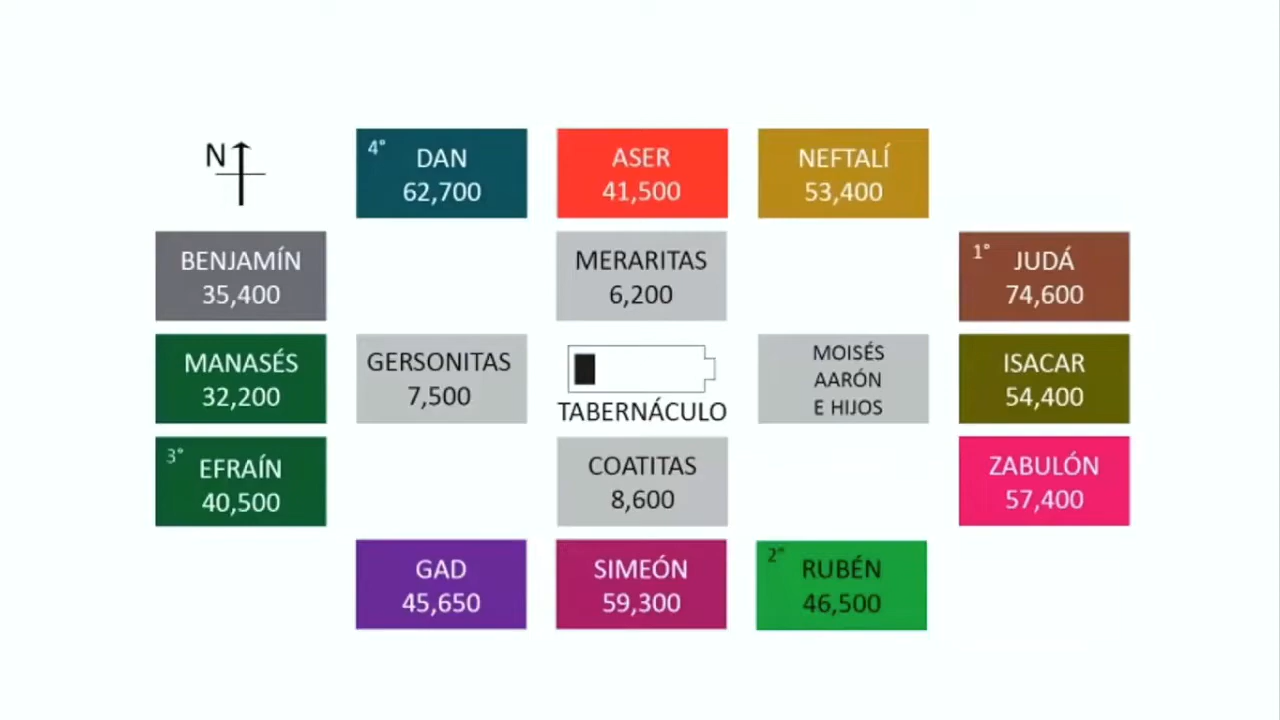 N
4°
DAN
62,700
ASER
41,500
NEFTALÍ
53,400
BENJAMÍN
35,400
MERARITAS
6,200
1°
JUDÁ
74,600
MANASÉS
32,200
GERSONITAS
7,500
TABERNÁCULO
MOISÉS
AARÓN
E HIJOS
ISACAR
54,400
3°
EFRAÍN
40,500
COATITAS
8,600
ZABULÓN
57,400
GAD
45,650
SIMEÓN
59,300
2°
RUBÉN
46,500